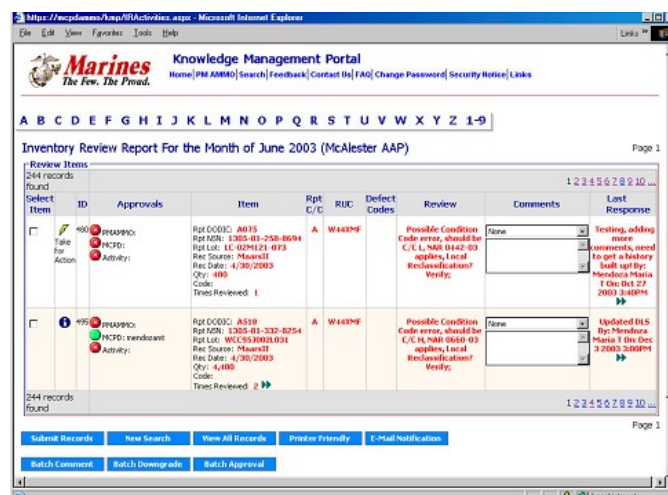 https://mcpdammo/kmp/IRActivities.aspx - Microsoft Internet Explorer
File Edit View Favorites Tools Help
Links »
Marines
The Few. The Proud.
Knowledge Management Portal
Home| PM AMMO| Search| Feedback| Contact Us| FAQ| Change Password| Security Notice| Links
A B C D E F G H I J K L M N O P Q R S T U V W X Y Z 1-9
Inventory Review Report For the Month of June 2003 (McAlester AAP)
Page 1
Review Items
244 records found
1 2 3 4 5 6 7 8 9 10 ...
Select Item ID Approvals Item Rpt C/C RUC Defect Codes Review Comments Last Response
Take for Action
480
PMAMMO:
MCPD:
Activity:
Rpt DODIC: A075
Rpt NSN: 1305-01-258-8694
Rpt Lot: LC-02M121-073
Rec Source: MaarsII
Rec Date: 4/30/2003
Qty: 400
Code:
Times Reviewed: 1
A
W44XMF
Possible Condition
Code error, should be
C/C L, NAR 0442-03
applies, Local
Reclassification?
Verify;
None
Testing, adding
more
comments, need
to get a history
built up! By:
Mendoza Maria
T On: Oct 27
2003 3:40PM
495
PMAMMO:
MCPD: mendozamt
Activity:
Rpt DODIC: A518
Rpt NSN: 1305-01-332-8254
Rpt Lot: WCC95J002L031
Rec Source: MaarsII
Rec Date: 4/30/2003
Qty: 4,400
Code:
Times Reviewed: 2
A
W44XMF
Possible Condition
Code error, should be
C/C H, NAR 0660-03
applies, Local
Reclassification?
Verify;
None
Updated DLS
By: Mendoza
Maria T On: Dec
3 2003 3:00PM
244 records
found
1 2 3 4 5 6 7 8 9 10 ...
Page 1
Submit Records New Search View All Records Printer Friendly E-Mail Notification
Batch Comment Batch Downgrade Batch Approval